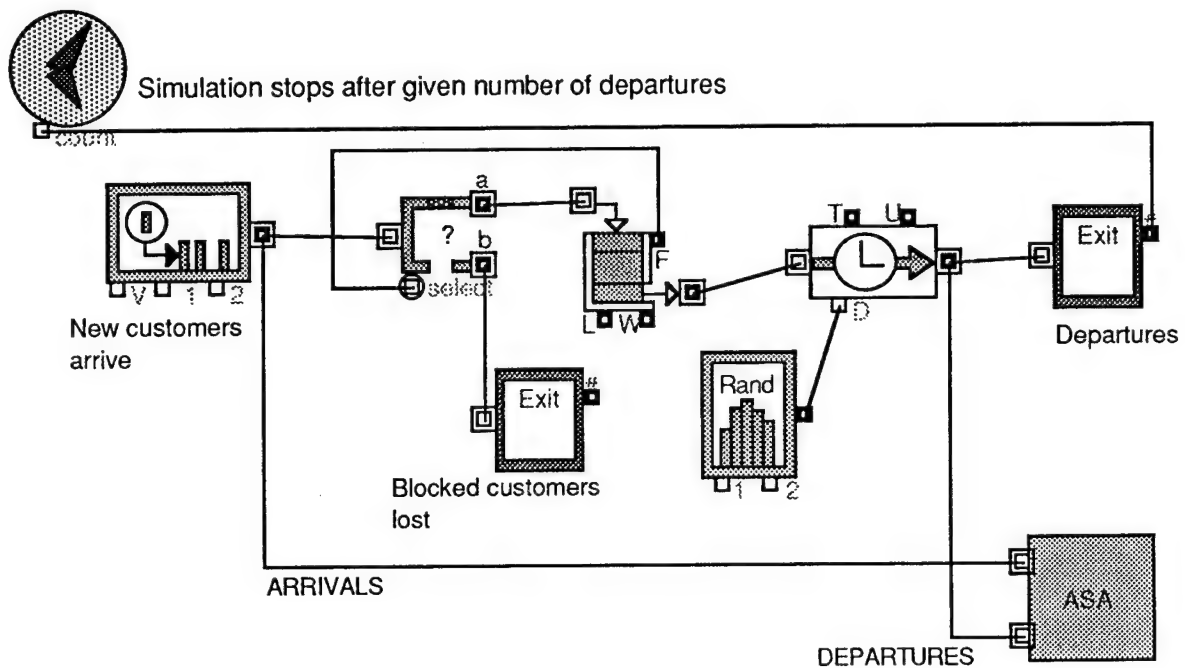 Simulation stops after given number of departures
count
a
?
b
select
F
L W
T U
D
Exit
#
Departures
V 1 2
New customers
arrive
Exit
#
Blocked customers
lost
Rand
1 2
ARRIVALS
ASA
DEPARTURES